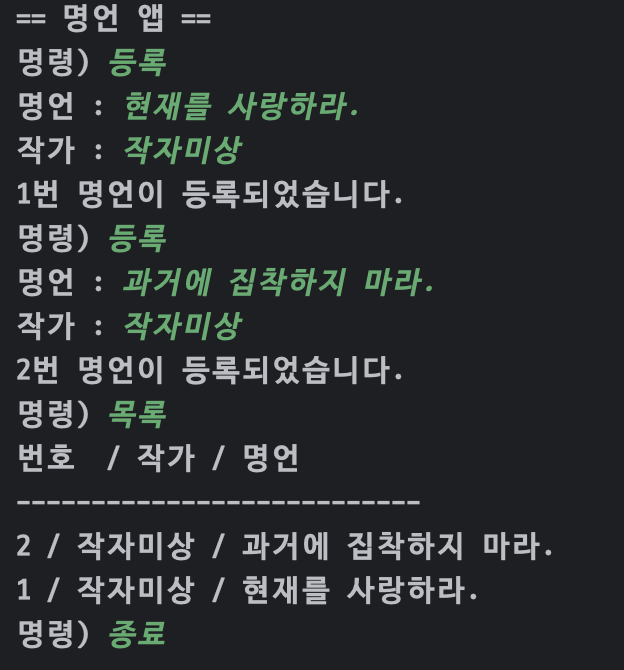 == 명언 앱 ==
명령) 등록
명언 : 현재를 사랑하라.
작가 : 작자미상
1번 명언이 등록되었습니다.
명령) 등록
명언 : 과거에 집착하지 마라.
작가 : 작자미상
2번 명언이 등록되었습니다.
명령) 목록
번호  / 작가 / 명언
---------------------------
2 / 작자미상 / 과거에 집착하지 마라.
1 / 작자미상 / 현재를 사랑하라.
명령) 종료